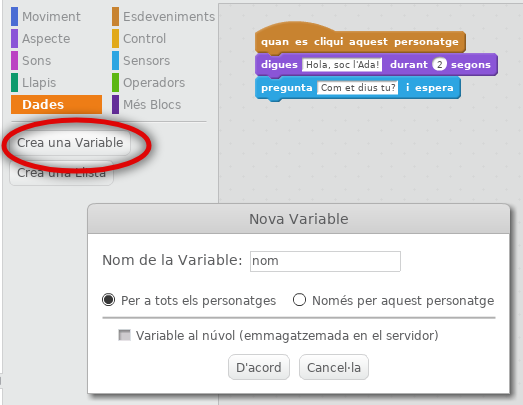 Moviment
Esdeveniments
Aspecte
Control
Sons
Sensors
Llapis
Operadors
Dades
Més Blocs
Crea una Variable
Crea una Llista
quan es cliqui aquest personatge
digues Hola, soc l'Ada! durant 2 segons
pregunta Com et dius tu? i espera
Nova Variable
Nom de la Variable: nom
Per a tots els personatges
Només per aquest personatge
Variable al núvol (emmagatzemada en el servidor)
D'acord
Cancel·la